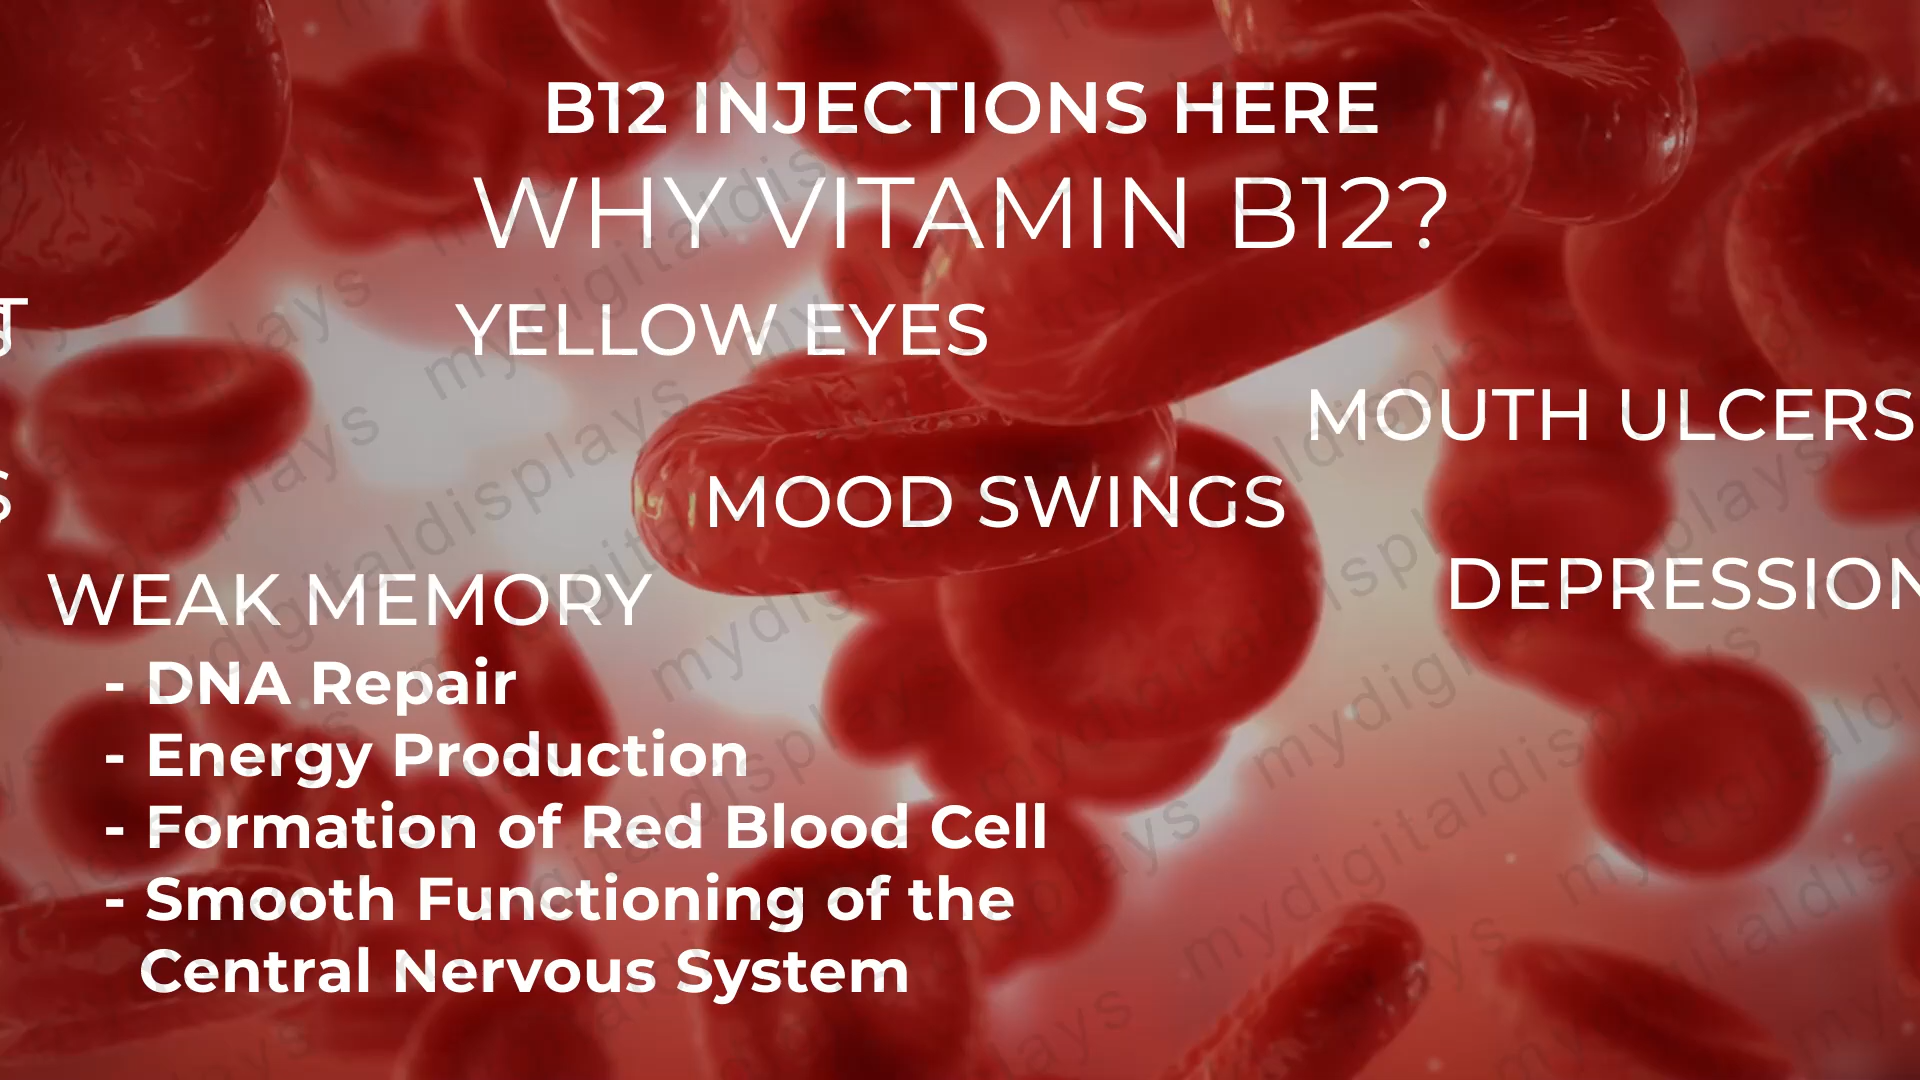 B12 INJECTIONS HERE
WHY VITAMIN B12?
YELLOW EYES
MOUTH ULCERS
MOOD SWINGS
DEPRESSION
WEAK MEMORY
- DNA Repair
- Energy Production
- Formation of Red Blood Cell
- Smooth Functioning of the
Central Nervous System
mydigitaldisplays